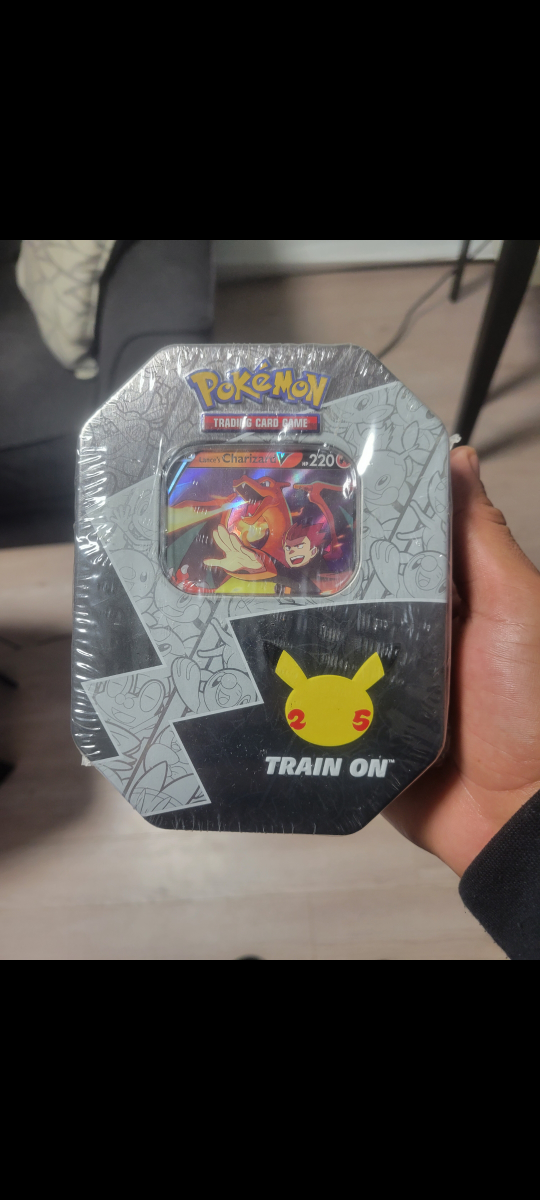 POKéMON
TRADING CARD GAME
Lance's Charizard V HP 220
25
TRAIN ON™